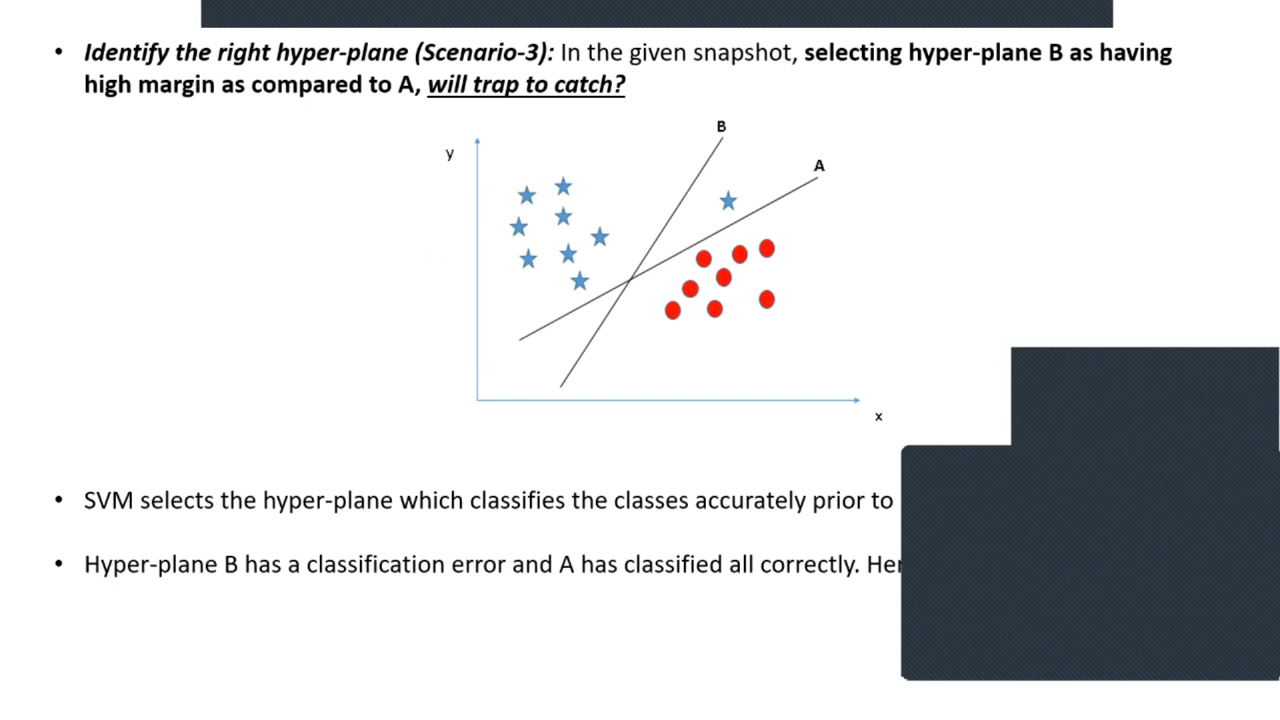 • Identify the right hyper-plane (Scenario-3): In the given snapshot, selecting hyper-plane B as having
high margin as compared to A, will trap to catch?
B
y
A
x
• SVM selects the hyper-plane which classifies the classes accurately prior to
• Hyper-plane B has a classification error and A has classified all correctly.